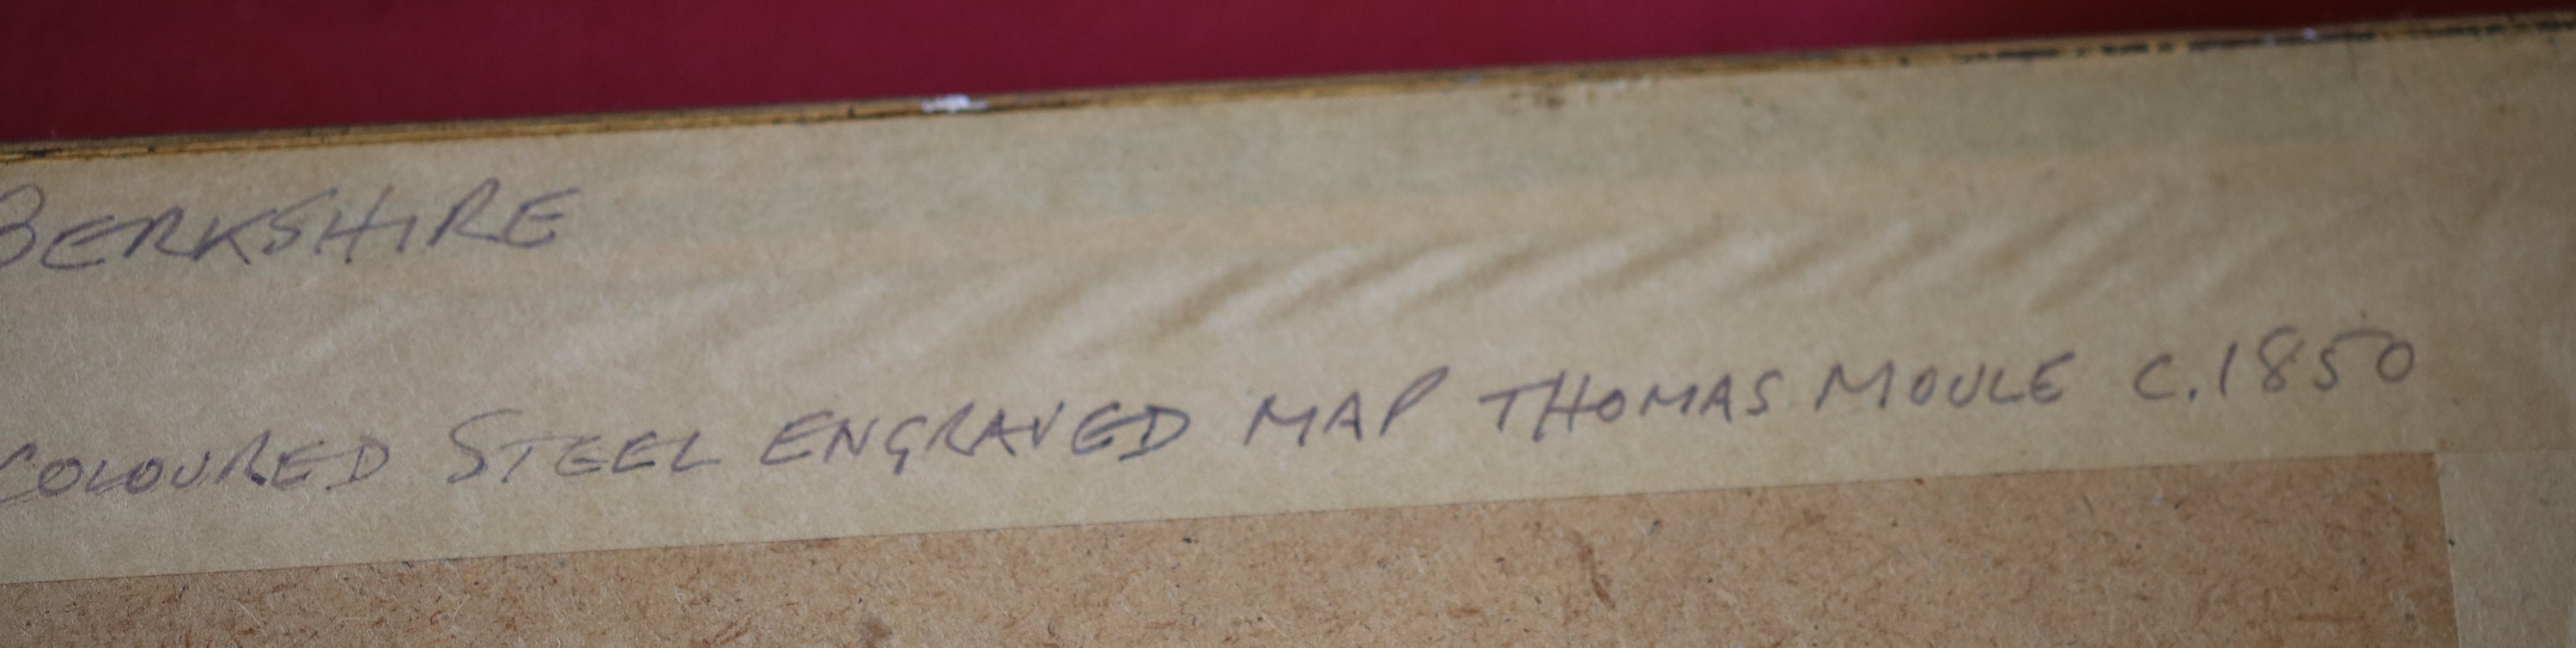 BERKSHIRE
COLOURED STEEL ENGRAVED MAP THOMAS MOULE C.1850